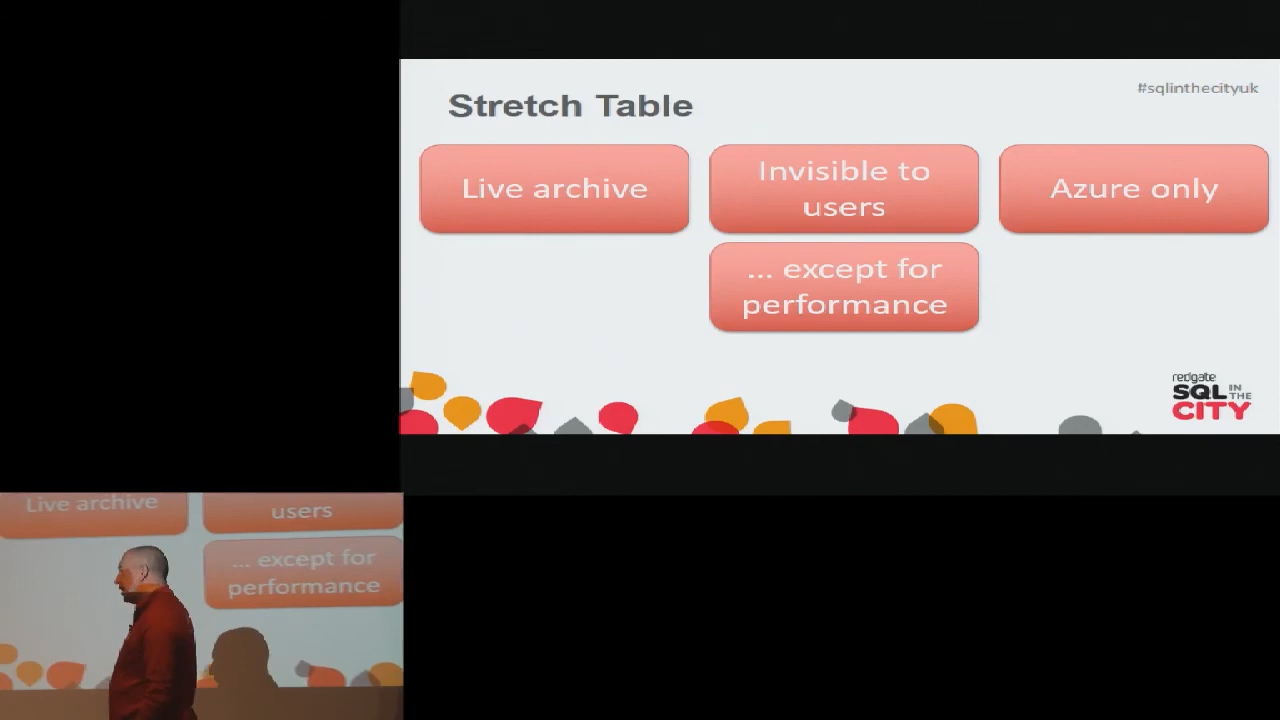 #sqlinthecityuk
Stretch Table
Live archive
Invisible to
users
Azure only
... except for
performance
redgate
SQL IN
THE
CITY
Live archive
users
... except for
performance